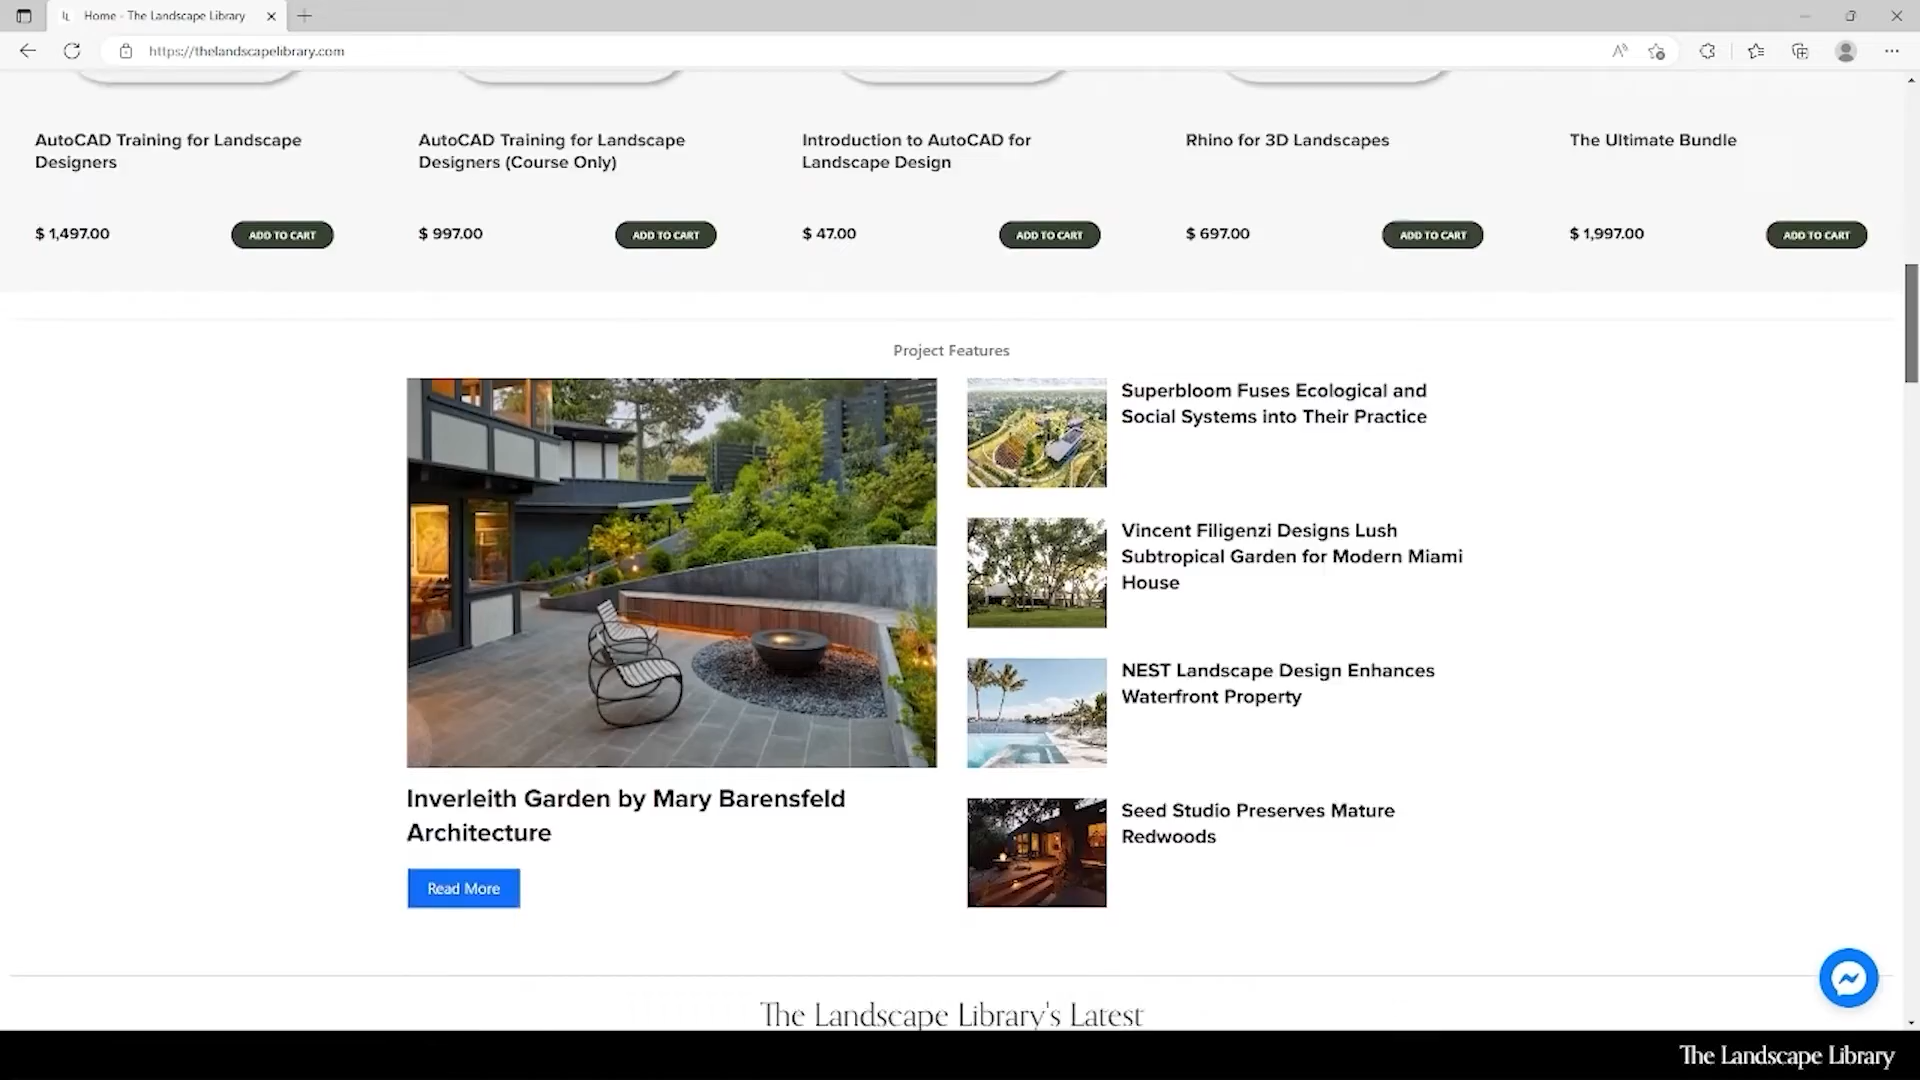 Home - The Landscape Library
https://thelandscapelibrary.com
AutoCAD Training for Landscape
Designers
$ 1,497.00
ADD TO CART
AutoCAD Training for Landscape
Designers (Course Only)
$ 997.00
ADD TO CART
Introduction to AutoCAD for
Landscape Design
$ 47.00
ADD TO CART
Rhino for 3D Landscapes
$ 697.00
ADD TO CART
The Ultimate Bundle
$ 1,997.00
ADD TO CART
Project Features
Inverleith Garden by Mary Barensfeld
Architecture
Read More
Superbloom Fuses Ecological and
Social Systems into Their Practice
Vincent Filigenzi Designs Lush
Subtropical Garden for Modern Miami
House
NEST Landscape Design Enhances
Waterfront Property
Seed Studio Preserves Mature
Redwoods
The Landscape Library's Latest
The Landscape Library